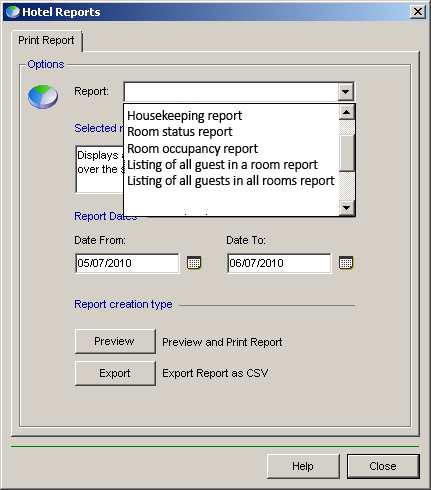 Hotel Reports
Print Report
Options
Report:
Housekeeping report
Room status report
Room occupancy report
Listing of all guest in a room report
Listing of all guests in all rooms report
Selected
Displays
over the
Report Dates
Date From:
Date To:
05/07/2010
06/07/2010
Report creation type
Preview
Preview and Print Report
Export
Export Report as CSV
Help
Close